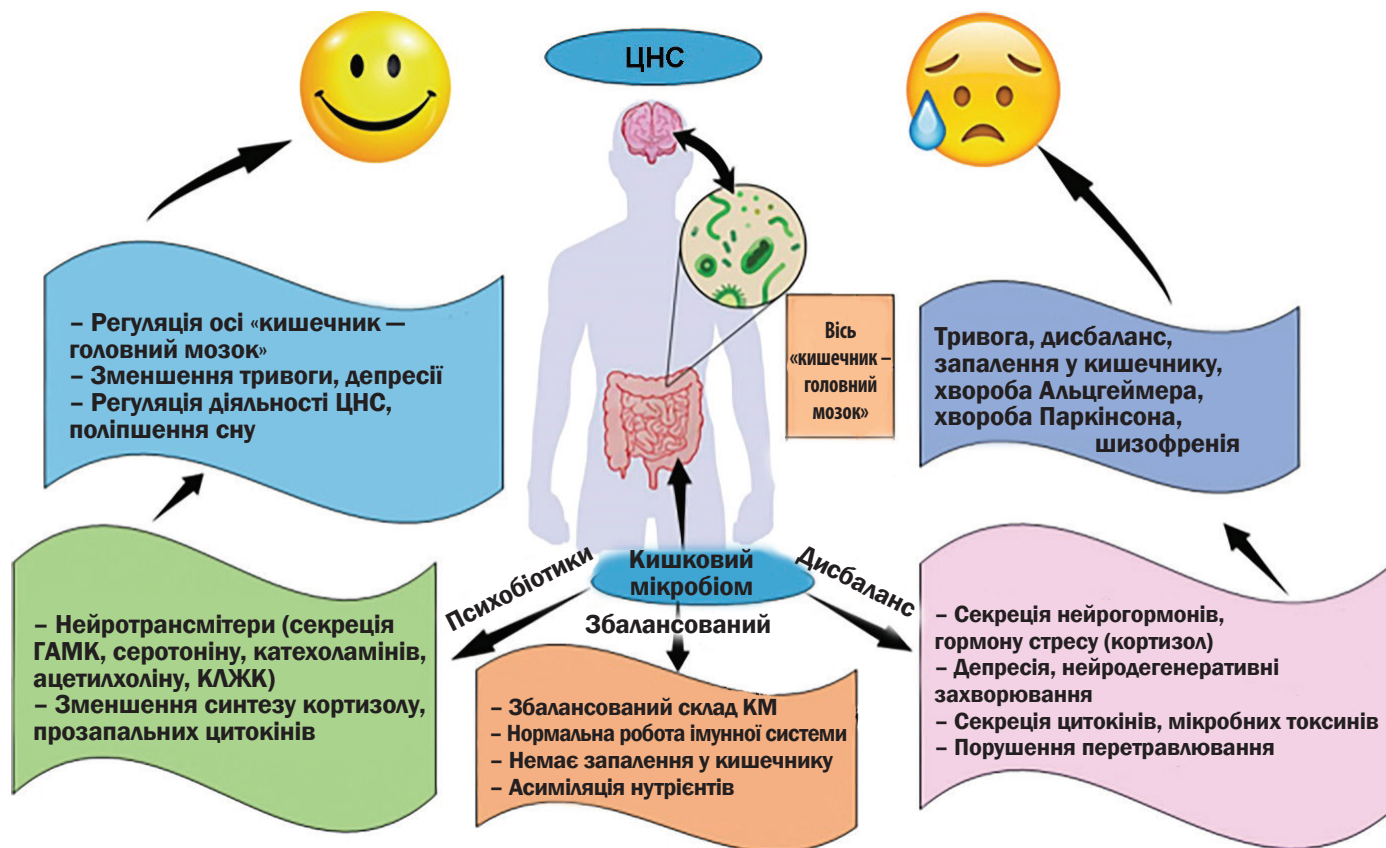 ЦНС
– Регуляція осі «кишечник —
головний мозок»
– Зменшення тривоги, депресії
– Регуляція діяльності ЦНС,
поліпшення сну
Вісь
«кишечник –
головний
мозок»
Тривога, дисбаланс,
запалення у кишечнику,
хвороба Альцгеймера,
хвороба Паркінсона,
шизофренія
Психобіотики
Кишковий
мікробіом
Дисбаланс
Збалансований
– Нейротрансмітери (секреція
ГАМК, серотоніну, катехоламінів,
ацетилхоліну, КЛЖК)
– Зменшення синтезу кортизолу,
прозапальних цитокінів
– Збалансований склад КМ
– Нормальна робота імунної системи
– Немає запалення у кишечнику
– Асиміляція нутрієнтів
– Секреція нейрогормонів,
гормону стресу (кортизол)
– Депресія, нейродегенеративні
захворювання
– Секреція цитокінів, мікробних токсинів
– Порушення перетравлювання